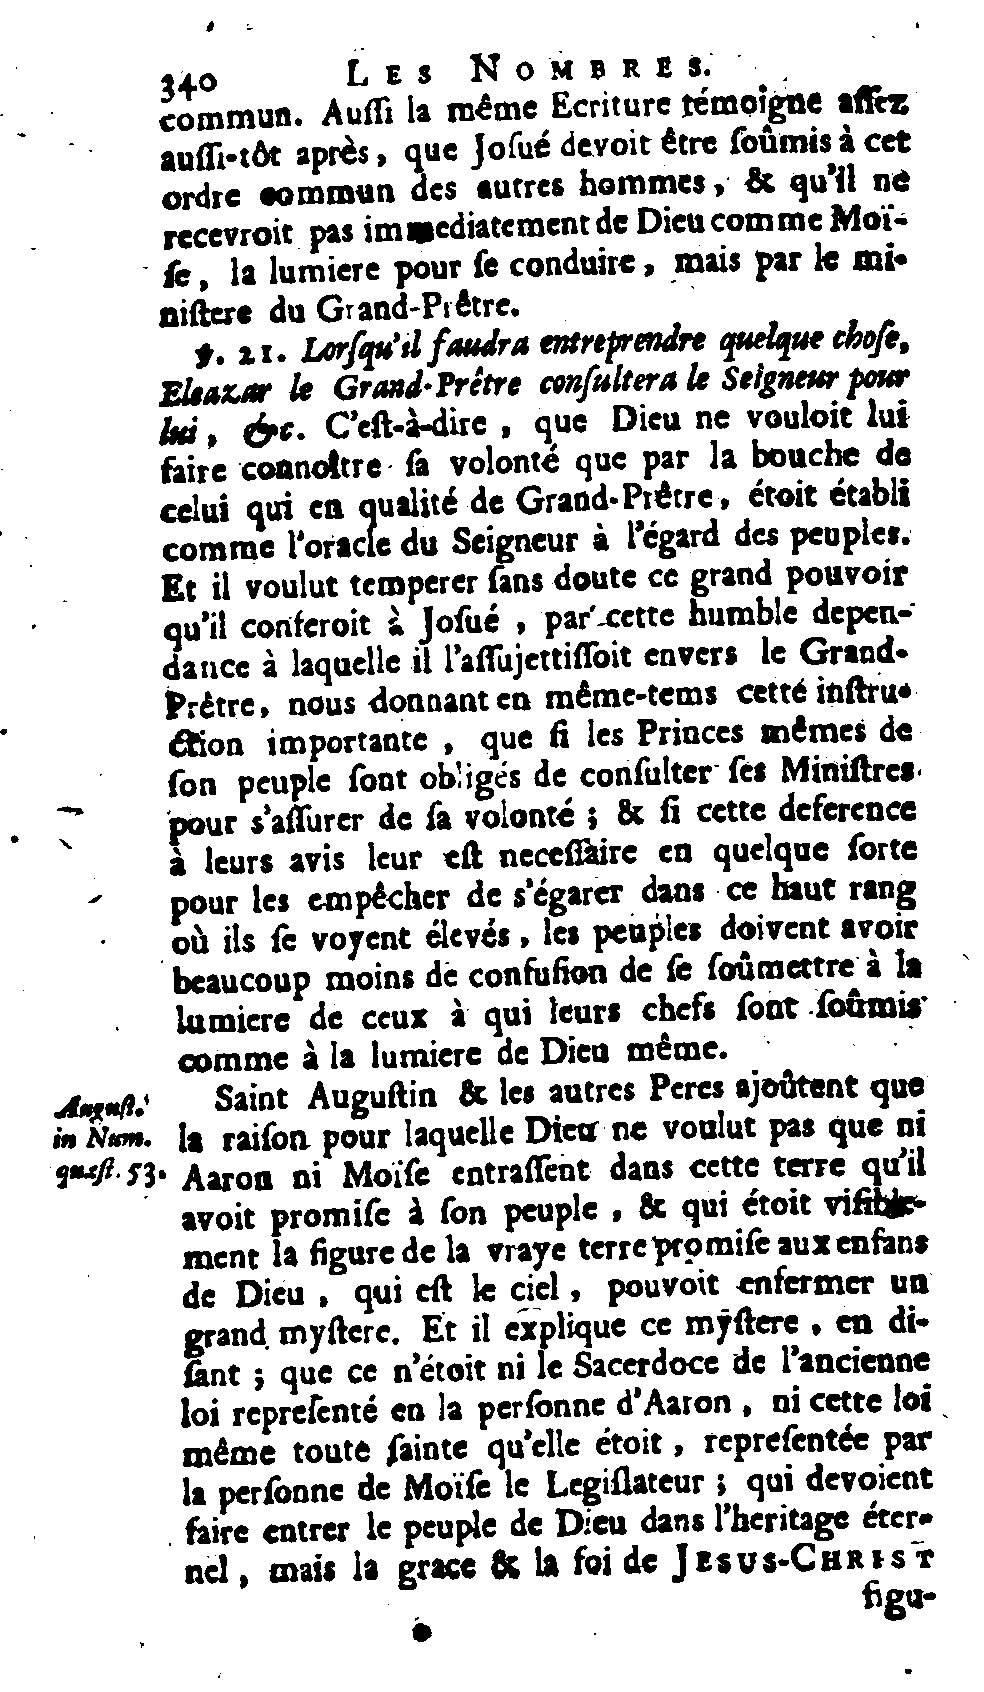 340 LES NOMBRES.
commun. Auſſi la même Ecriture témoigne aſſez
auſſi-tôt après, que Joſué devoit être ſoûmis à cet
ordre commun des autres hommes, & qu'il ne
recevroit pas immediatement de Dieu comme Moï-
ſe, la lumiere pour ſe conduire, mais par le mi-
niſtere du Grand-Prêtre.
℣. 21. Lorſqu'il faudra entreprendre quelque choſe,
Eleazar le Grand-Prêtre conſultera le Seigneur pour
lui, &c. C'eſt-à-dire, que Dieu ne vouloit lui
faire connoître ſa volonté que par la bouche de
celui qui en qualité de Grand-Prêtre, étoit établi
comme l'oracle du Seigneur à l'égard des peuples.
Et il voulut temperer ſans doute ce grand pouvoir
qu'il conferoit à Joſué, par cette humble depen-
dance à laquelle il l'aſſujettiſſoit envers le Grand-
Prêtre, nous donnant en même-tems cetté inſtru-
ction importante, que ſi les Princes mêmes de
ſon peuple ſont obligés de conſulter ſes Miniſtres
pour s'aſſurer de ſa volonté; & ſi cette deference
à leurs avis leur eſt neceſſaire en quelque ſorte
pour les empêcher de s'égarer dans ce haut rang
où ils ſe voyent élevés, les peuples doivent avoir
beaucoup moins de confuſion de ſe ſoûmettre à la
lumiere de ceux à qui leurs chefs ſont ſoûmis
comme à la lumiere de Dieu même.
Auguſt.
in Num.
quæſt. 53.
Saint Auguſtin & les autres Peres ajoûtent que
la raiſon pour laquelle Dieu ne voulut pas que ni
Aaron ni Moïſe entraſſent dans cette terre qu'il
avoit promiſe à ſon peuple, & qui étoit viſible-
ment la figure de la vraye terre promiſe aux enfans
de Dieu, qui eſt le ciel, pouvoit enfermer un
grand myſtere. Et il explique ce myſtere, en di-
ſant; que ce n'étoit ni le Sacerdoce de l'ancienne
loi repreſenté en la perſonne d'Aaron, ni cette loi
même toute ſainte qu'elle étoit, repreſentée par
la perſonne de Moïſe le Legiſlateur; qui devoient
faire entrer le peuple de Dieu dans l'heritage éter-
nel, mais la grace & la foi de JESUS-CHRIST
figu-